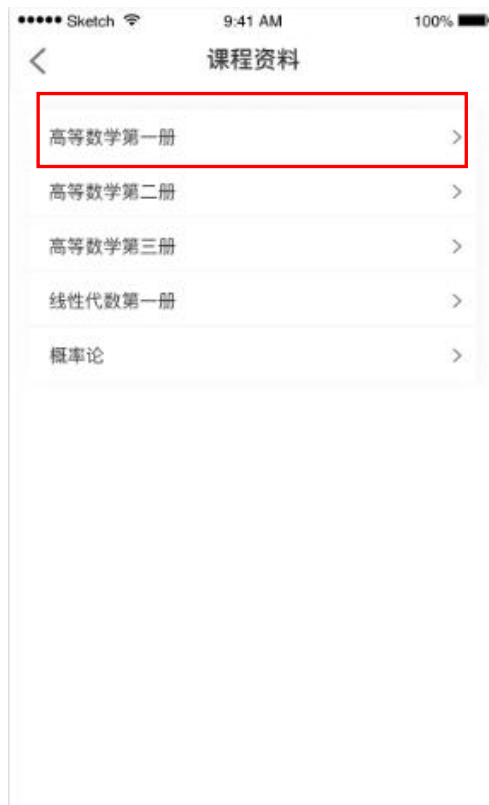 ●●●●● Sketch 9:41 AM 100%
课程资料
高等数学第一册
高等数学第二册
高等数学第三册
线性代数第一册
概率论